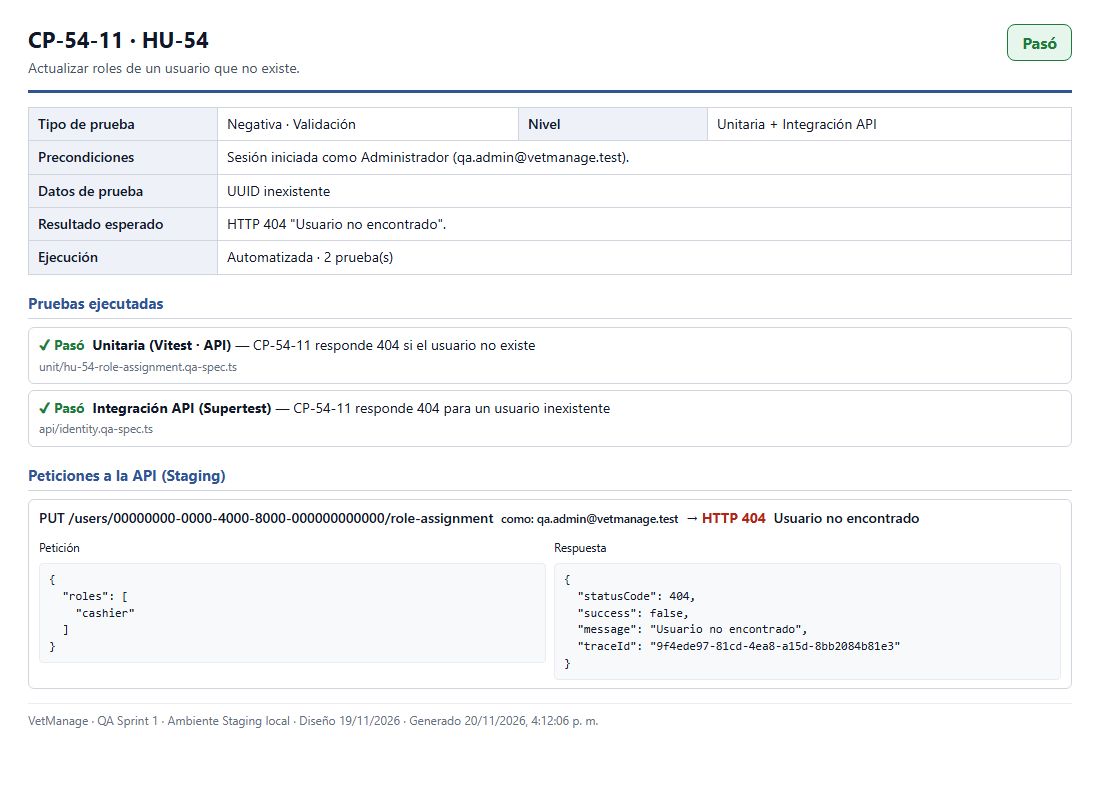 CP-54-11 · HU-54
Pasó
Actualizar roles de un usuario que no existe.
Tipo de prueba Negativa · Validación Nivel Unitaria + Integración API
Precondiciones Sesión iniciada como Administrador (qa.admin@vetmanage.test).
Datos de prueba UUID inexistente
Resultado esperado HTTP 404 "Usuario no encontrado".
Ejecución Automatizada · 2 prueba(s)
Pruebas ejecutadas
✓ Pasó Unitaria (Vitest · API) — CP-54-11 responde 404 si el usuario no existe
unit/hu-54-role-assignment.qa-spec.ts
✓ Pasó Integración API (Supertest) — CP-54-11 responde 404 para un usuario inexistente
api/identity.qa-spec.ts
Peticiones a la API (Staging)
PUT /users/00000000-0000-4000-8000-000000000000/role-assignment como: qa.admin@vetmanage.test → HTTP 404 Usuario no encontrado
Petición
{
  "roles": [
    "cashier"
  ]
}
Respuesta
{
  "statusCode": 404,
  "success": false,
  "message": "Usuario no encontrado",
  "traceId": "9f4ede97-81cd-4ea8-a15d-8bb2084b81e3"
}
VetManage · QA Sprint 1 · Ambiente Staging local · Diseño 19/11/2026 · Generado 20/11/2026, 4:12:06 p. m.